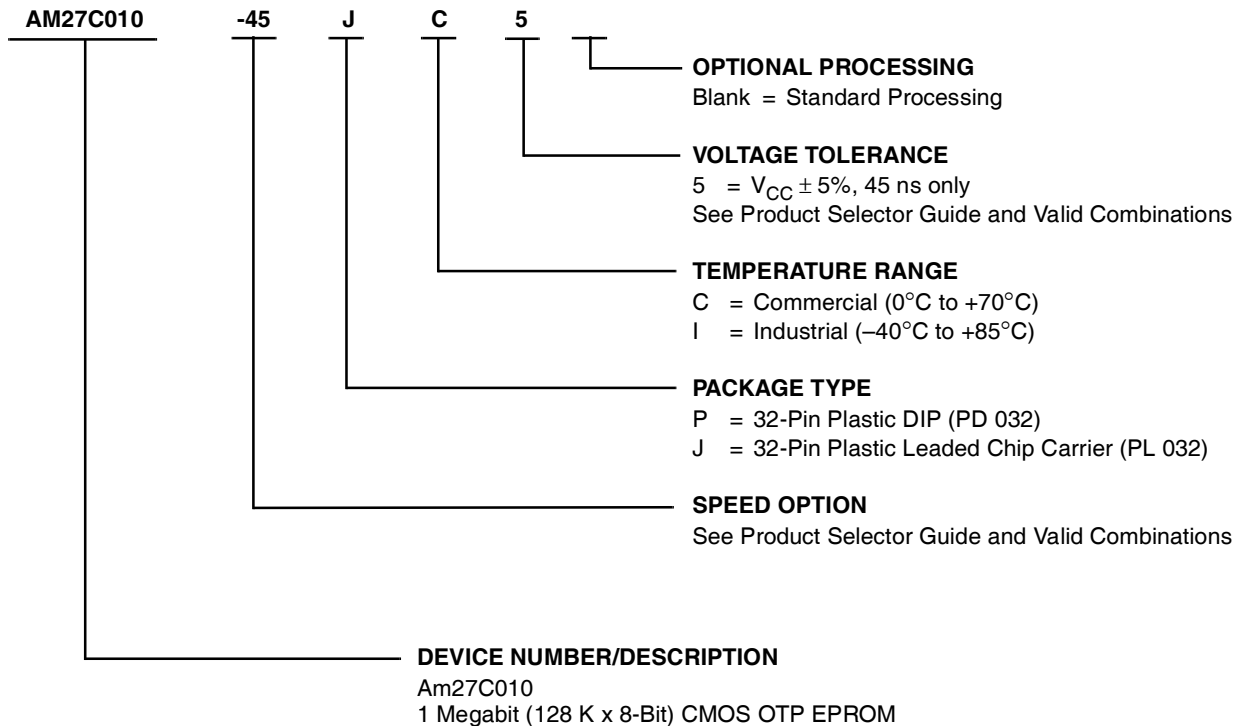 AM27C010 -45 J C 5
OPTIONAL PROCESSING
Blank = Standard Processing
VOLTAGE TOLERANCE
5 = VCC ± 5%, 45 ns only
See Product Selector Guide and Valid Combinations
TEMPERATURE RANGE
C = Commercial (0°C to +70°C)
I = Industrial (–40°C to +85°C)
PACKAGE TYPE
P = 32-Pin Plastic DIP (PD 032)
J = 32-Pin Plastic Leaded Chip Carrier (PL 032)
SPEED OPTION
See Product Selector Guide and Valid Combinations
DEVICE NUMBER/DESCRIPTION
Am27C010
1 Megabit (128 K x 8-Bit) CMOS OTP EPROM